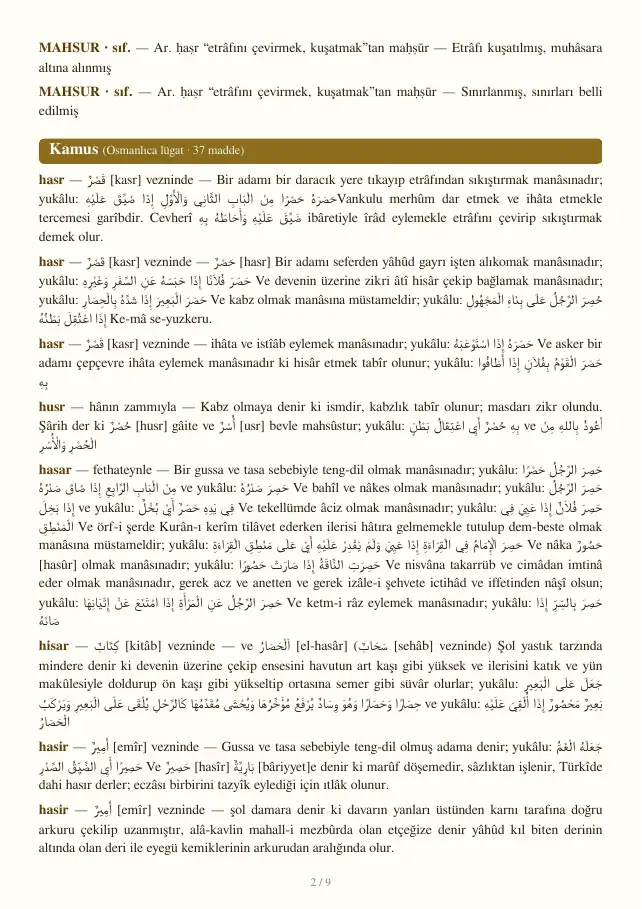 MAHSUR · sıf. — Ar. ḥaṣr “etrâfını çevirmek, kuşatmak”tan maḥṣūr — Etrâfı kuşatılmış, muhâsara
altına alınmış
MAHSUR · sıf. — Ar. ḥaṣr “etrâfını çevirmek, kuşatmak”tan maḥṣūr — Sınırlanmış, sınırları belli
edilmiş
Kamus (Osmanlıca lügat · 37 madde)
hasr — قَصْرٌ [kasr] vezninde — Bir adamı bir daracık yere tıkayıp etrâfından sıkıştırmak manâsınadır;
yukâlu: حَصَرَهُ حَصْرًا مِنَ الْبَابِ الثَّانِي وَالْأَوَّلِ إِذَا ضَيَّقَ عَلَيْهِVankulu merhûm dar etmek ve ihâta etmekle
tercemesi garîbdir. Cevherî ضَيَّقَ عَلَيْهِ وَأَحَاطَهُ بِهِ ibâretiyle îrâd eylemekle etrâfını çevirip sıkıştırmak
demek olur.
hasr — قَصْرٌ [kasr] vezninde — حَصْرٌ [hasr] Bir adamı seferden yâhûd gayrı işten alıkomak manâsınadır;
yukâlu: حَصَرَ فُلَانًا إِذَا حَبَسَهُ عَنِ السَّفَرِ وَغَيْرِهِ Ve devenin üzerine zikri âtî hisâr çekip bağlamak manâsınadır;
yukâlu: حَصَرَ الْبَعِيرَ إِذَا شَدَّهُ بِالْحِصَارِ Ve kabz olmak manâsına müstameldir; yukâlu: حُصِرَ الرَّجُلُ عَلَى بِنَاءِ الْمَجْهُولِ
إِذَا اعْتُقِلَ بَطْنُهُ Ke-mâ se-yuzkeru.
hasr — قَصْرٌ [kasr] vezninde — ihâta ve istîâb eylemek manâsınadır; yukâlu: حَصَرَهُ إِذَا اسْتَوْعَبَهُ Ve asker bir
adamı çepçevre ihâta eylemek manâsınadır ki hisâr etmek tabîr olunur; yukâlu: حَصَرَ الْقَوْمُ بِفُلَانٍ إِذَا أَطَافُوا
بِهِ
husr — hânın zammıyla — Kabz olmaya denir ki ismdir, kabzlık tabîr olunur; masdarı zikr olundu.
Şârih der ki حُصْرٌ [husr] gâite ve أُسْرٌ [usr] bevle mahsûstur; yukâlu: بِهِ حُصْرٌ أَيِ اعْتِقَالُ بَطْنٍ ve أَعُوذُ بِاللهِ مِنَ
الْحُصْرِ وَالْأُسْرِ
hasar — fethateynle — Bir gussa ve tasa sebebiyle teng-dil olmak manâsınadır; yukâlu: حَصِرَ الرَّجُلُ حَصَرًا
مِنَ الْبَابِ الرَّابِعِ إِذَا ضَاقَ صَدْرُهُ ve yukâlu: حَصِرَ صَدْرُهُ Ve bahîl ve nâkes olmak manâsınadır; yukâlu: حَصِرَ الرَّجُلُ
إِذَا بَخِلَ ve yukâlu: فِي يَدِهِ حَصَرٌ أَيْ بُخْلٌ Ve tekellümde âciz olmak manâsınadır; yukâlu: حَصِرَ فُلَانٌ إِذَا عَيِيَ فِي
الْمَنْطِقِ Ve örf-i şerde Kurân-ı kerîm tilâvet ederken ilerisi hâtıra gelmemekle tutulup dem-beste olmak
manâsına müstameldir; yukâlu: حَصِرَ الْإِمَامُ فِي الْقِرَاءَةِ إِذَا عَيِيَ وَلَمْ يَقْدِرْ عَلَيْهِ أَيْ عَلَى مَنْطِقِ الْقِرَاءَةِ Ve nâka حَصُورٌ
[hasûr] olmak manâsınadır; yukâlu: حَصِرَتِ النَّاقَةُ إِذَا صَارَتْ حَصُورًا Ve nisvâna takarrüb ve cimâdan imtinâ
eder olmak manâsınadır, gerek acz ve anetten ve gerek izâle-i şehvete ictihâd ve iffetinden nâşî olsun;
yukâlu: حَصِرَ الرَّجُلُ عَنِ الْمَرْأَةِ إِذَا امْتَنَعَ عَنْ إِتْيَانِهَا Ve ketm-i râz eylemek manâsınadır; yukâlu: حَصِرَ بِالسِّرِّ إِذَا
صَانَهُ
hisar — كِتَابٌ [kitâb] vezninde — ve اَلْحَصَارُ [el-hasâr] (سَحَابٌ [sehâb] vezninde) Şol yastık tarzında
mindere denir ki devenin üzerine çekip ensesini havutun art kaşı gibi yüksek ve ilerisini katık ve yün
makûlesiyle doldurup ön kaşı gibi yükseltip ortasına semer gibi süvâr olurlar; yukâlu: جَعَلَ عَلَى الْبَعِيرِ
حِصَارًا وَحَصَارًا وَهُوَ وِسَادٌ يُرْفَعُ مُؤَخَّرُهَا وَيُحْشَى مُقَدَّمُهَا كَالرَّحْلِ يُلْقَى عَلَى الْبَعِيرِ وَيَرْكَبُ ve yukâlu: بَعِيرٌ مَحْصُورٌ إِذَا أُلْقِيَ عَلَيْهِ
الْحَصَارُ
hasir — أَمِيرٌ [emîr] vezninde — Gussa ve tasa sebebiyle teng-dil olmuş adama denir; yukâlu: جَعَلَهُ الْغَمُّ
حَصِيرًا أَيِ الضَّيِّقَ الصَّدْرِ Ve حَصِيرٌ [hasîr] بَارِيَّةٌ [bâriyyet]e denir ki marûf döşemedir, sâzlıktan işlenir, Türkîde
dahi hasır derler; eczâsı birbirini tazyîk eylediği için ıtlâk olunur.
hasir — أَمِيرٌ [emîr] vezninde — şol damara denir ki davarın yanları üstünden karnı tarafına doğru
arkuru çekilip uzanmıştır, alâ-kavlin mahall-i mezbûrda olan etçeğize denir yâhûd kıl biten derinin
altında olan deri ile eyegü kemiklerinin arkurudan aralığında olur.
2 / 9